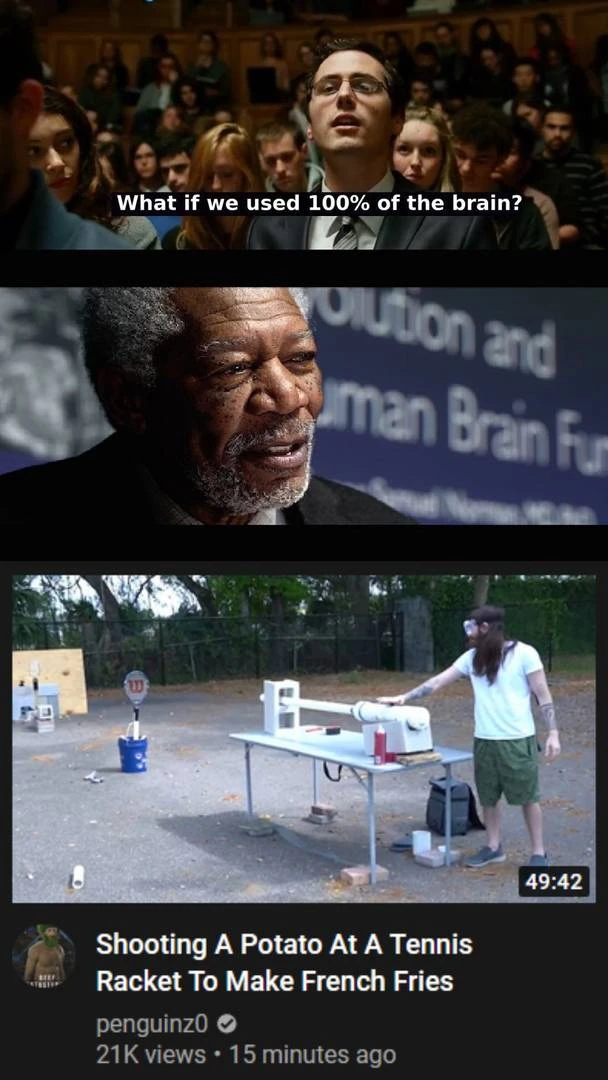 What if we used 100% of the brain?
olution and
uman Brain Fu
W
49:42
Shooting A Potato At A Tennis
Racket To Make French Fries
penguinz0
21K views • 15 minutes ago